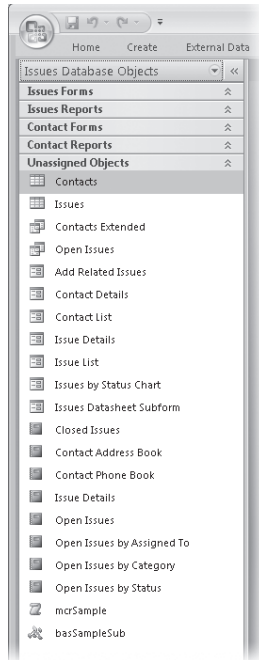 Home Create External Data
Issues Database Objects
Issues Forms
Issues Reports
Contact Forms
Contact Reports
Unassigned Objects
Contacts
Issues
Contacts Extended
Open Issues
Add Related Issues
Contact Details
Contact List
Issue Details
Issue List
Issues by Status Chart
Issues Datasheet Subform
Closed Issues
Contact Address Book
Contact Phone Book
Issue Details
Open Issues
Open Issues by Assigned To
Open Issues by Category
Open Issues by Status
mcrSample
basSampleSub